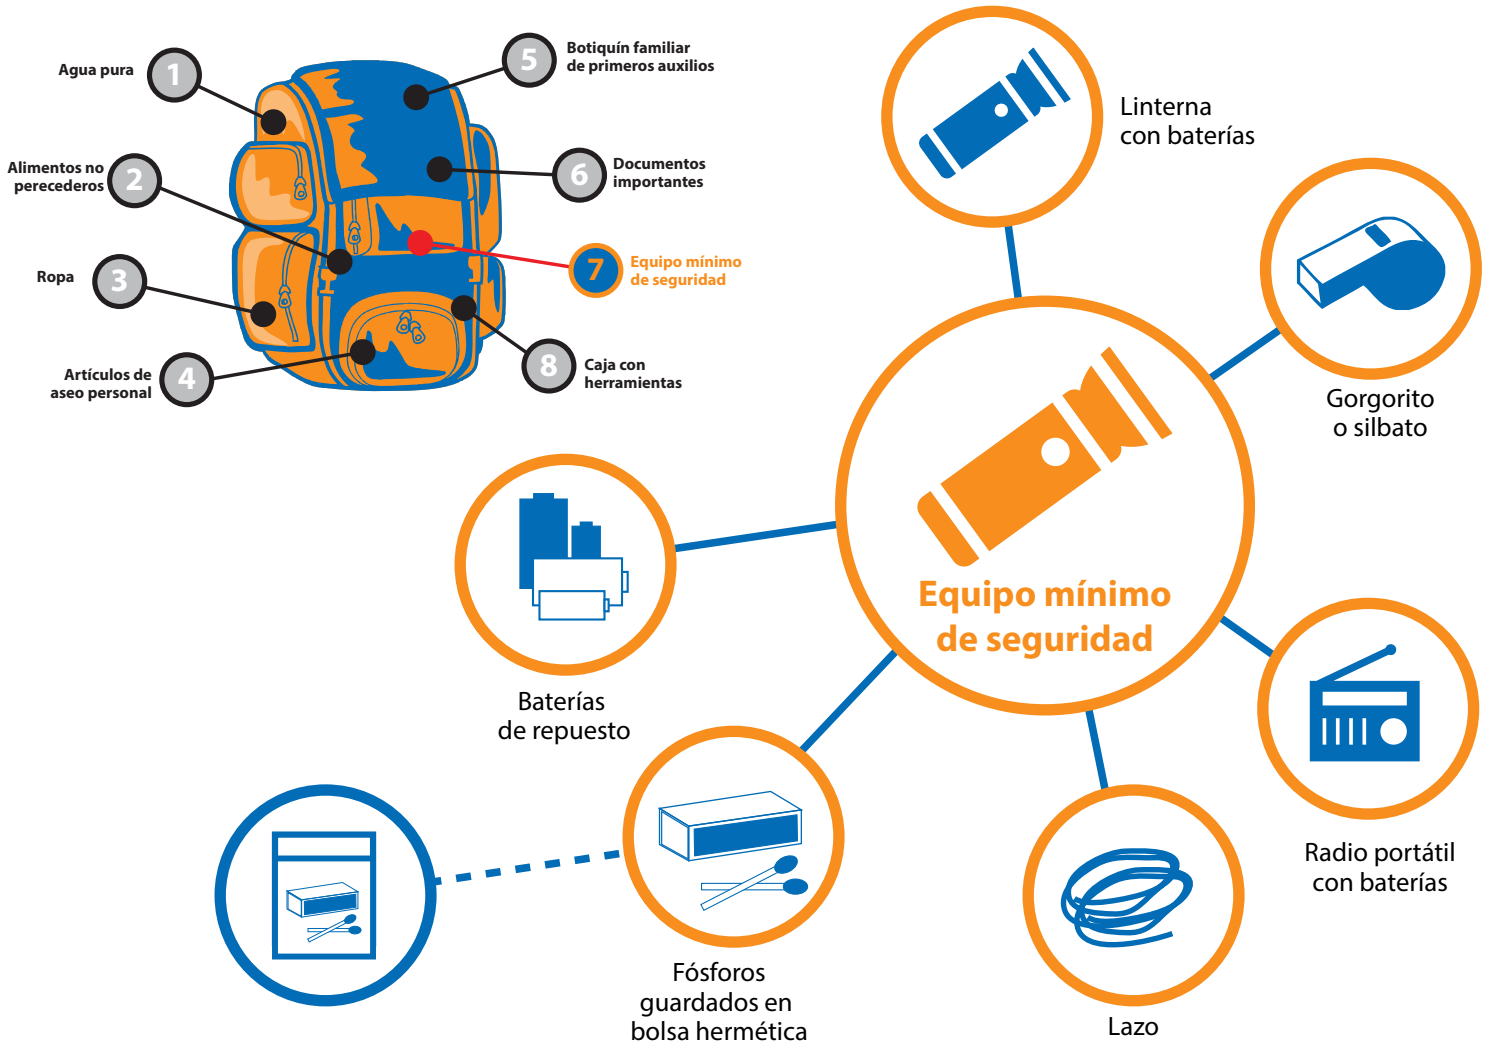 1
Agua pura
2
Alimentos no
perecederos
3
Ropa
4
Artículos de
aseo personal
5
Botiquín familiar
de primeros auxilios
6
Documentos
importantes
7
Equipo mínimo
de seguridad
8
Caja con
herramientas
Linterna
con baterías
Gorgorito
o silbato
Equipo mínimo
de seguridad
Baterías
de repuesto
Radio portátil
con baterías
Fósforos
guardados en
bolsa hermética
Lazo